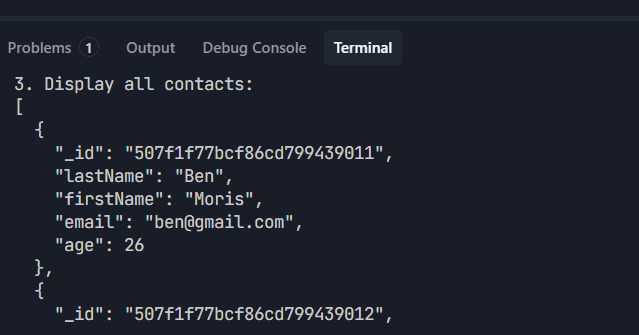 Problems 1 Output Debug Console Terminal
3. Display all contacts:
[
  {
    "_id": "507f1f77bcf86cd799439011",
    "lastName": "Ben",
    "firstName": "Moris",
    "email": "ben@gmail.com",
    "age": 26
  },
  {
    "_id": "507f1f77bcf86cd799439012",